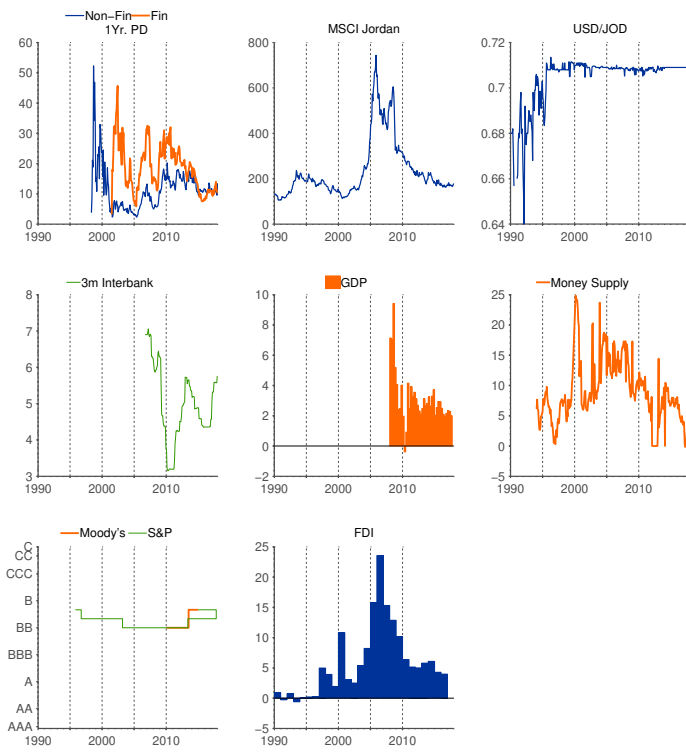 Non-Fin Fin
1Yr. PD
60
50
40
30
20
10
0
1990 2000 2010
MSCI Jordan
800
600
400
200
0
1990 2000 2010
USD/JOD
0.72
0.7
0.68
0.66
0.64
1990 2000 2010
3m Interbank
8
7
6
5
4
3
1990 2000 2010
GDP
10
8
6
4
2
0
−2
1990 2000 2010
Money Supply
25
20
15
10
5
0
−5
1990 2000 2010
Moody's S&P
C
CC
CCC
B
BB
BBB
A
AA
AAA
1990 2000 2010
FDI
25
20
15
10
5
0
−5
1990 2000 2010